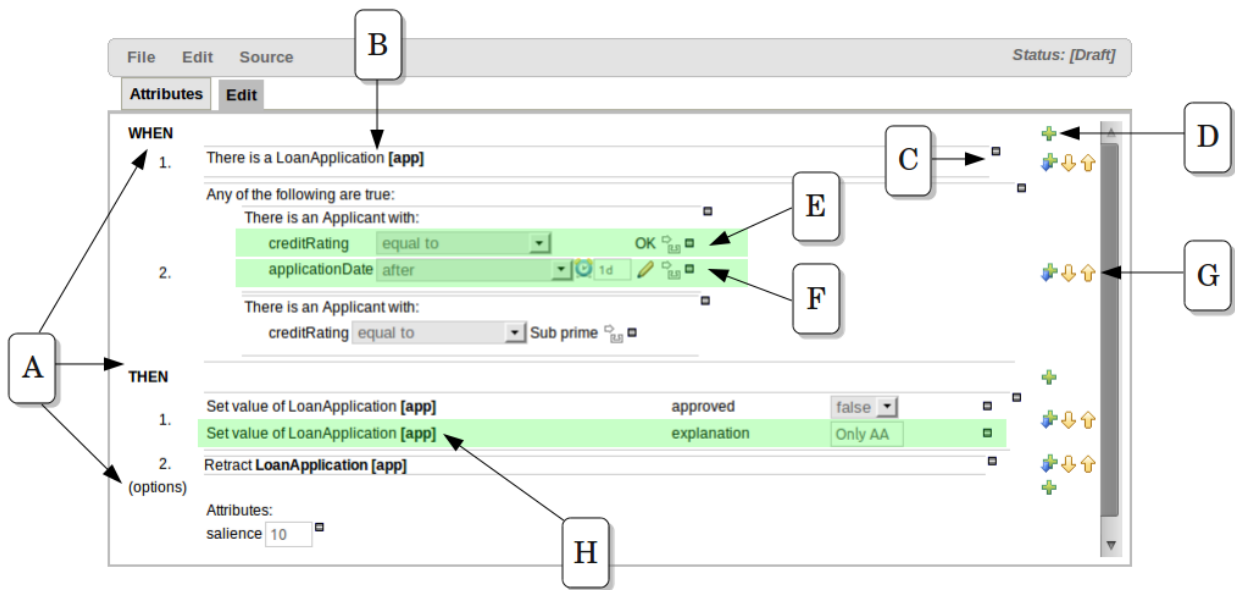 B
File Edit Source Status: [Draft]
Attributes Edit
WHEN
D
1. There is a LoanApplication [app]
C
Any of the following are true:
There is an Applicant with:
E
creditRating equal to OK
2. applicationDate after 1d
G
F
There is an Applicant with:
creditRating equal to Sub prime
A
THEN
Set value of LoanApplication [app] approved false
1.
Set value of LoanApplication [app] explanation Only AA
2. Retract LoanApplication [app]
(options)
Attributes:
salience 10
H